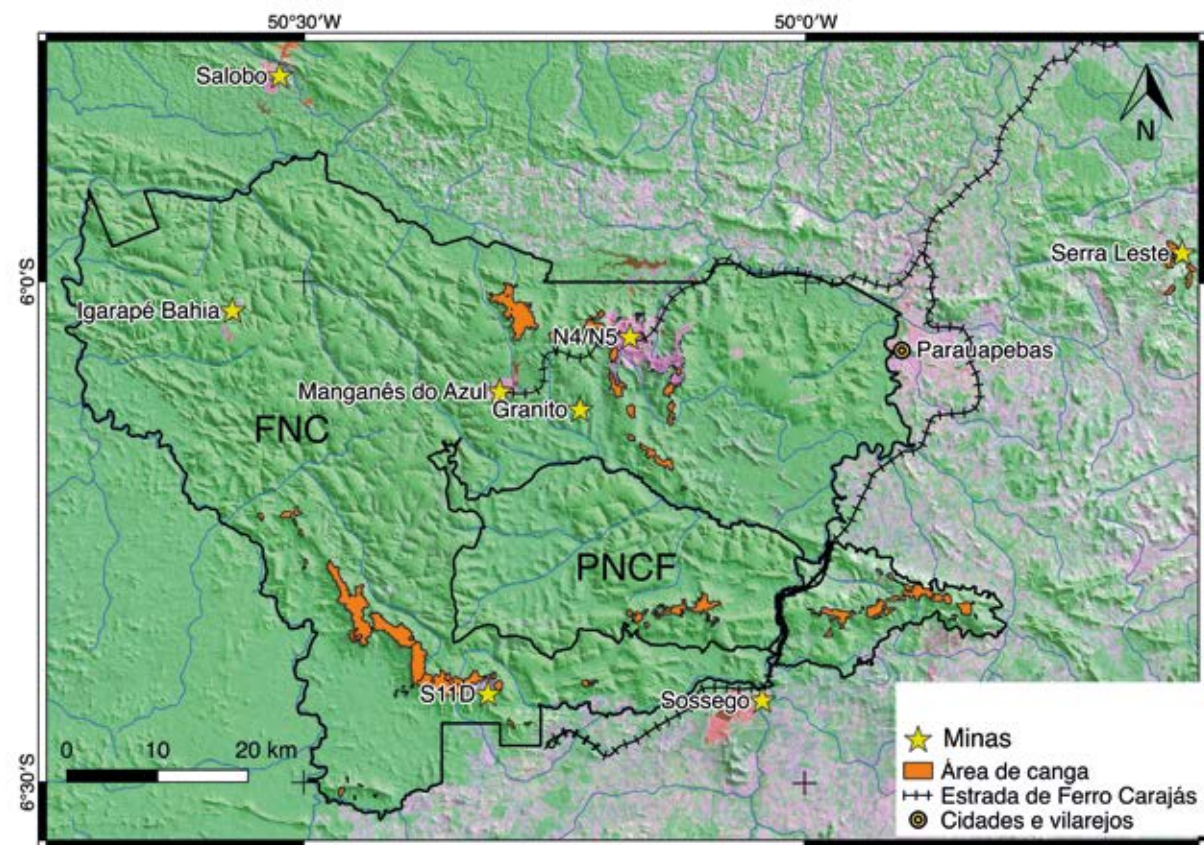 50°30'W
50°0'W
Salobo
N
Serra Leste
6°0'S
Igarapé Bahia
N4/N5
Parauapebas
Manganês do Azul
Granito
FNC
PNCF
S11D
Sossego
Minas
0 10 20 km
Área de canga
Estrada de Ferro Carajás
6°30'S
Cidades e vilarejos